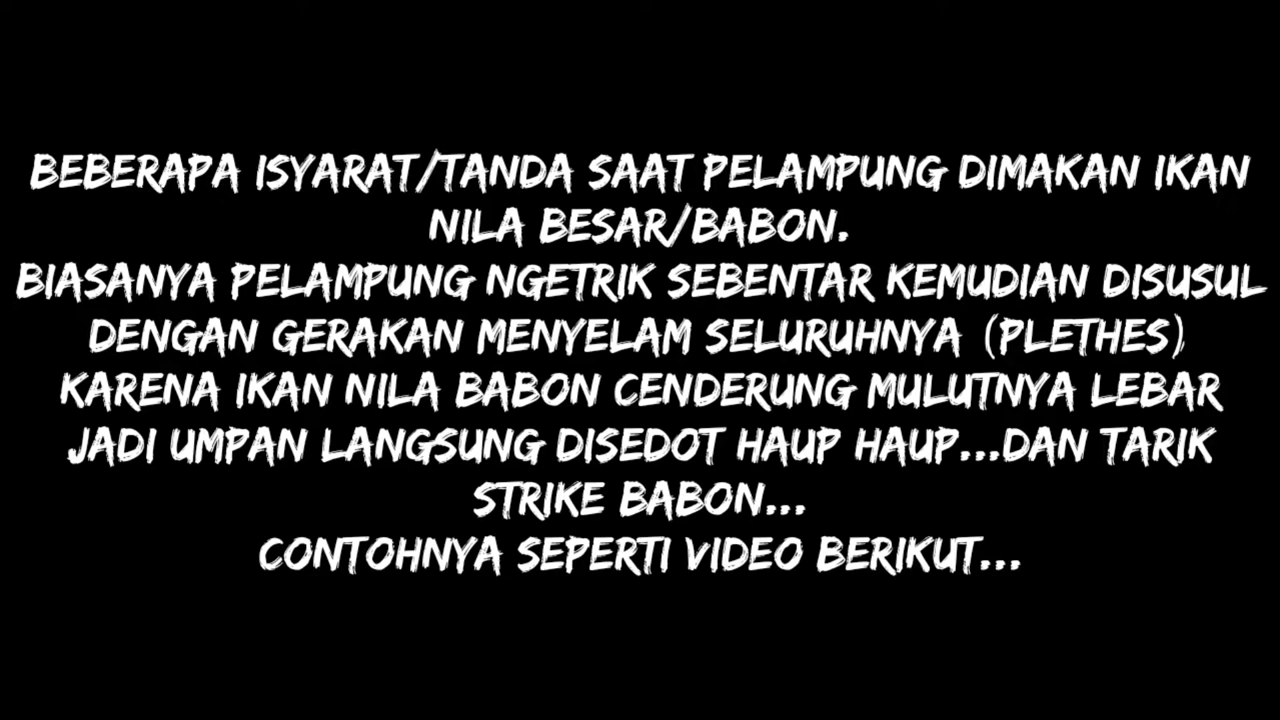 BEBERAPA ISYARAT/TANDA SAAT PELAMPUNG DIMAKAN IKAN
NILA BESAR/BABON.
BIASANYA PELAMPUNG NGETRIK SEBENTAR KEMUDIAN DISUSUL
DENGAN GERAKAN MENYELAM SELURUHNYA (PLETHES)
KARENA IKAN NILA BABON CENDERUNG MULUTNYA LEBAR
JADI UMPAN LANGSUNG DISEDOT HAUP HAUP...DAN TARIK
STRIKE BABON...
CONTOHNYA SEPERTI VIDEO BERIKUT...